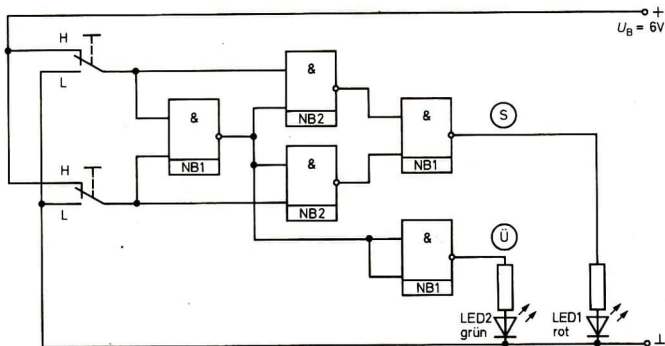 +
U_B = 6V
H
L
&
NB2
&
NB1
&
NB1
S
H
L
&
NB2
&
NB1
Ü
LED2
grün
LED1
rot
⊥